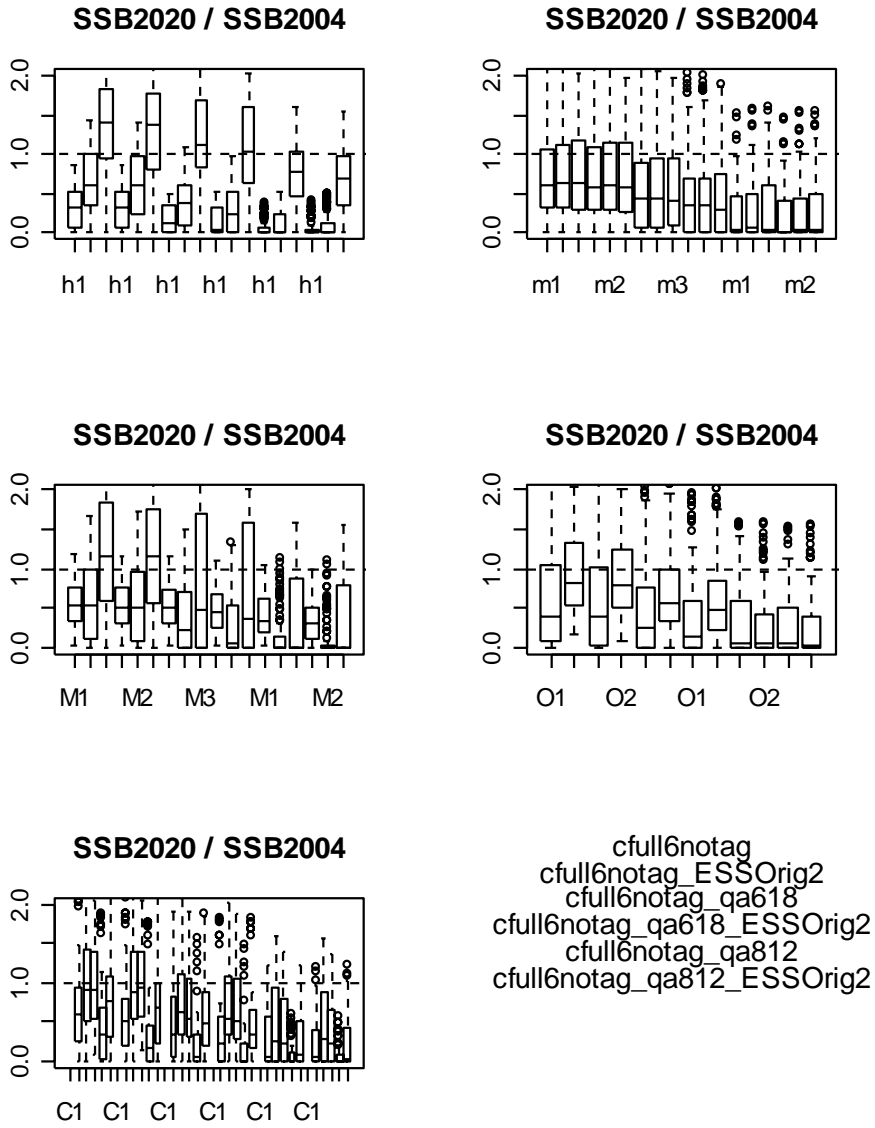 SSB2020 / SSB2004
2.0
1.0
0.0
h1 h1 h1 h1 h1 h1
SSB2020 / SSB2004
2.0
1.0
0.0
m1 m2 m3 m1 m2
SSB2020 / SSB2004
2.0
1.0
0.0
M1 M2 M3 M1 M2
SSB2020 / SSB2004
2.0
1.0
0.0
O1 O2 O1 O2
SSB2020 / SSB2004
2.0
1.0
0.0
C1 C1 C1 C1 C1 C1
cfull6notag
cfull6notag_ESSOrig2
cfull6notag_qa618
cfull6notag_qa618_ESSOrig2
cfull6notag_qa812
cfull6notag_qa812_ESSOrig2